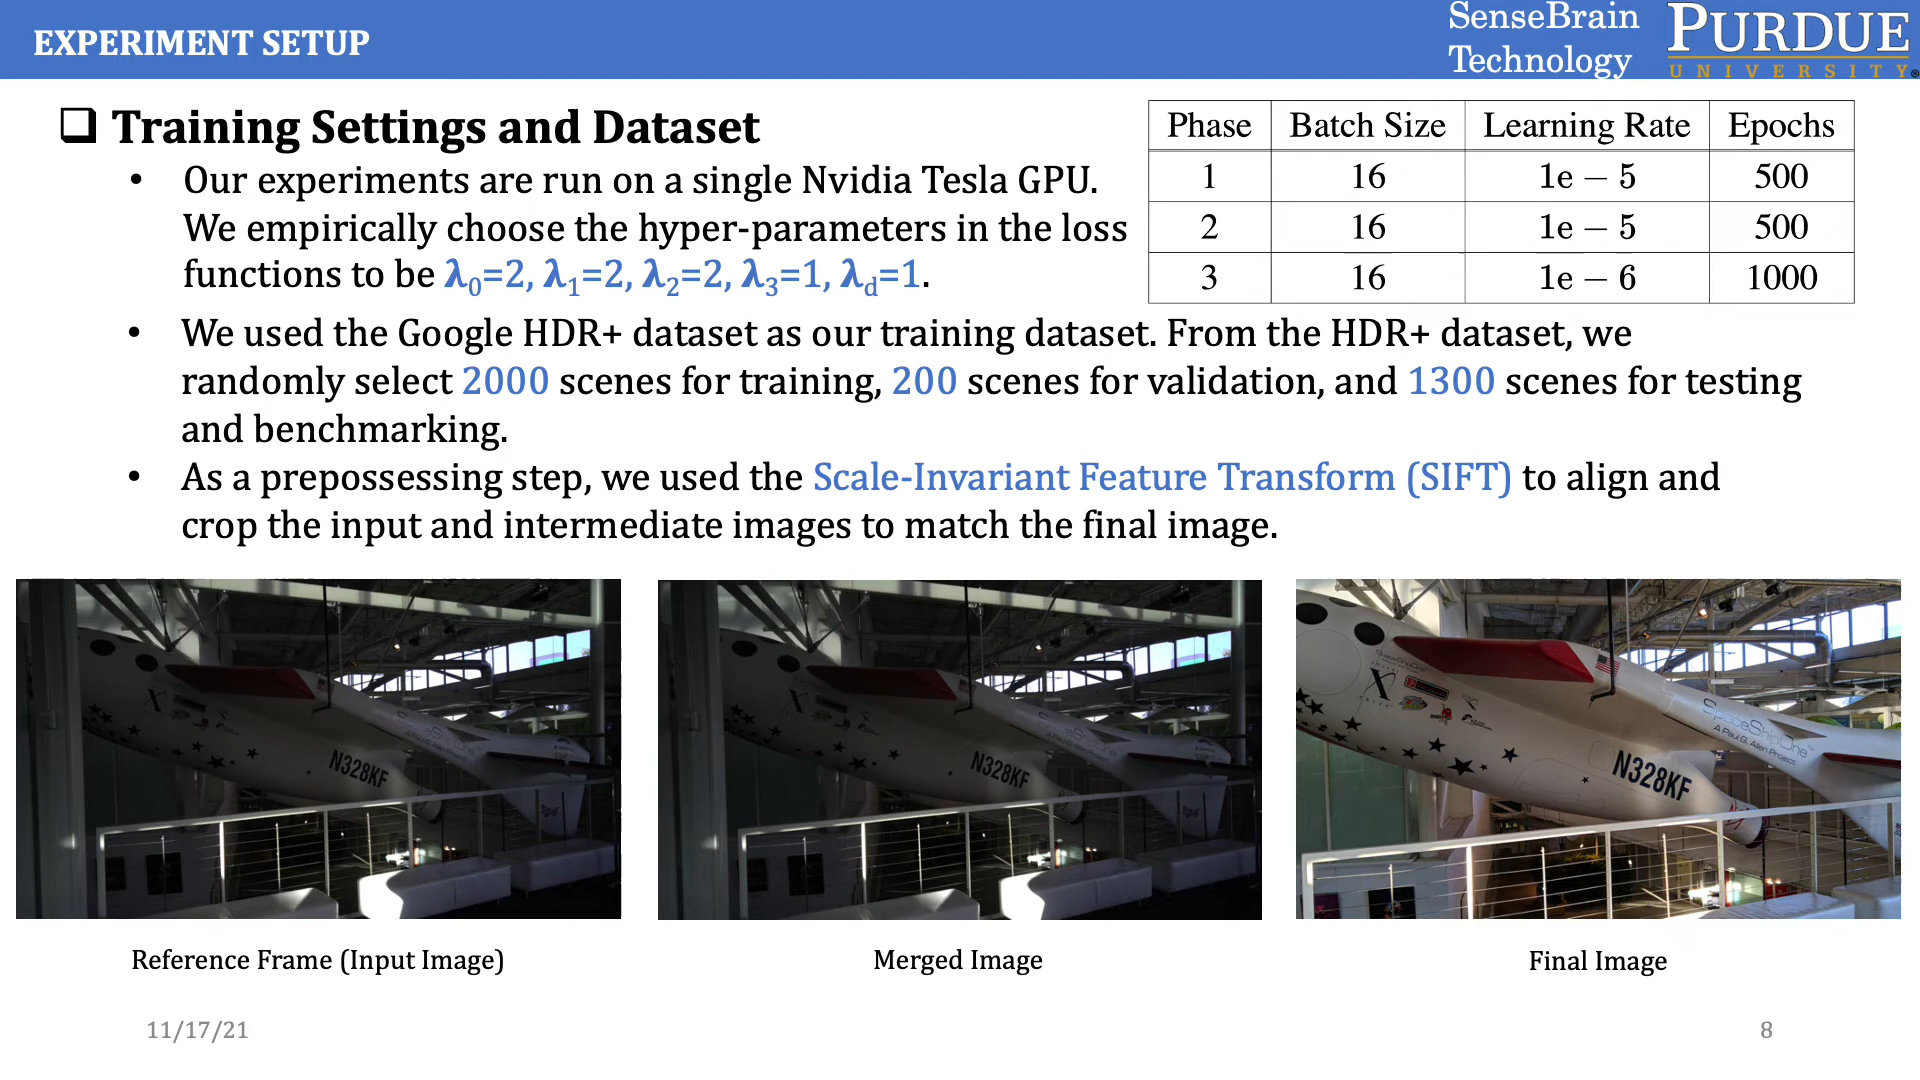 EXPERIMENT SETUP
SenseBrain
Technology
PURDUE
UNIVERSITY®
❑ Training Settings and Dataset
• Our experiments are run on a single Nvidia Tesla GPU.
We empirically choose the hyper-parameters in the loss
functions to be λ₀=2, λ₁=2, λ₂=2, λ₃=1, λd=1.
Phase Batch Size Learning Rate Epochs
1 16 1e − 5 500
2 16 1e − 5 500
3 16 1e − 6 1000
• We used the Google HDR+ dataset as our training dataset. From the HDR+ dataset, we
randomly select 2000 scenes for training, 200 scenes for validation, and 1300 scenes for testing
and benchmarking.
• As a prepossessing step, we used the Scale-Invariant Feature Transform (SIFT) to align and
crop the input and intermediate images to match the final image.
N328KF
N328KF
SpaceShipOne
A Paul G. Allen Project
N328KF
Reference Frame (Input Image)
Merged Image
Final Image
11/17/21
8